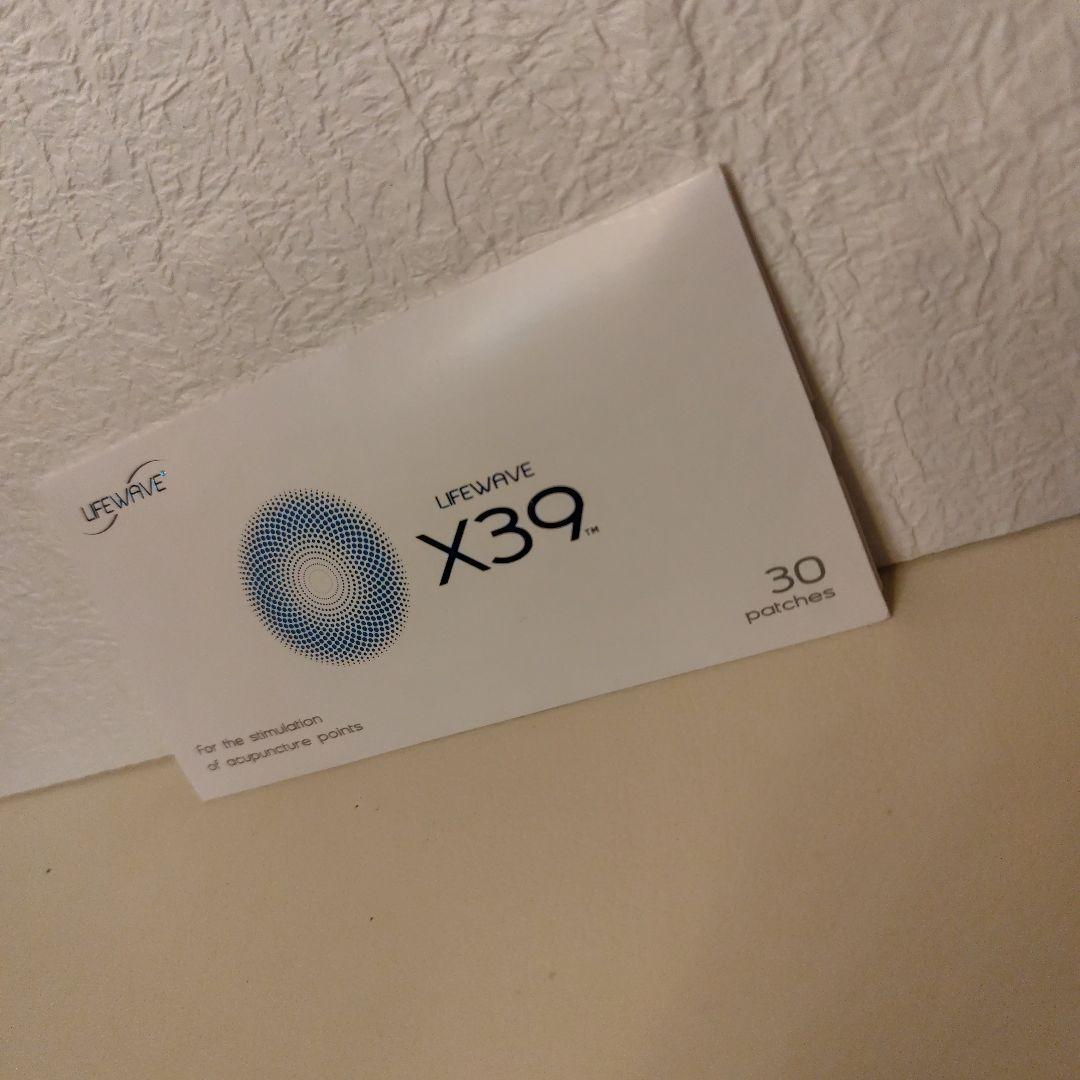 LIFEWAVE
LIFEWAVE
X39™
30
patches
For the stimulation
of acupuncture points